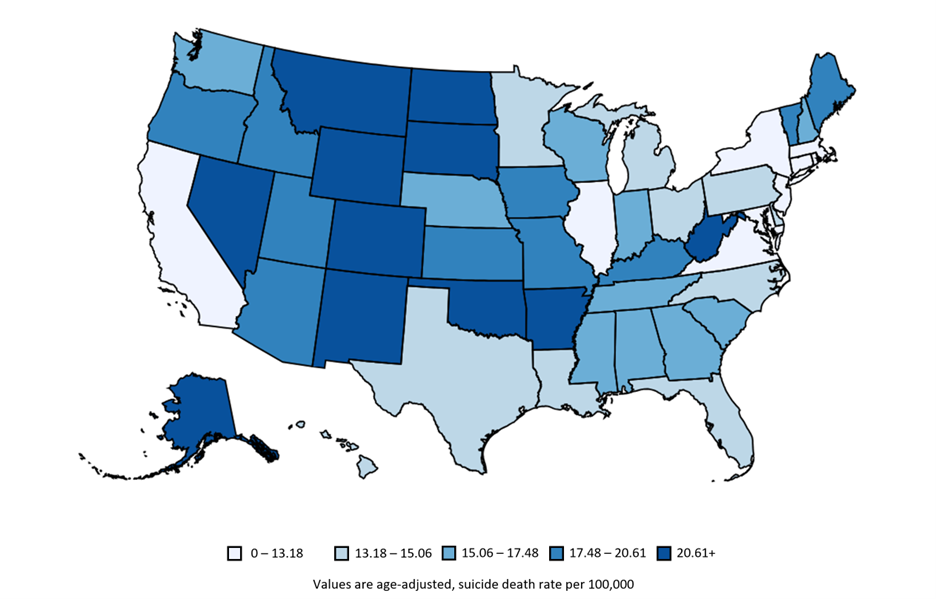 0 – 13.18 13.18 – 15.06 15.06 – 17.48 17.48 – 20.61 20.61+
Values are age-adjusted, suicide death rate per 100,000